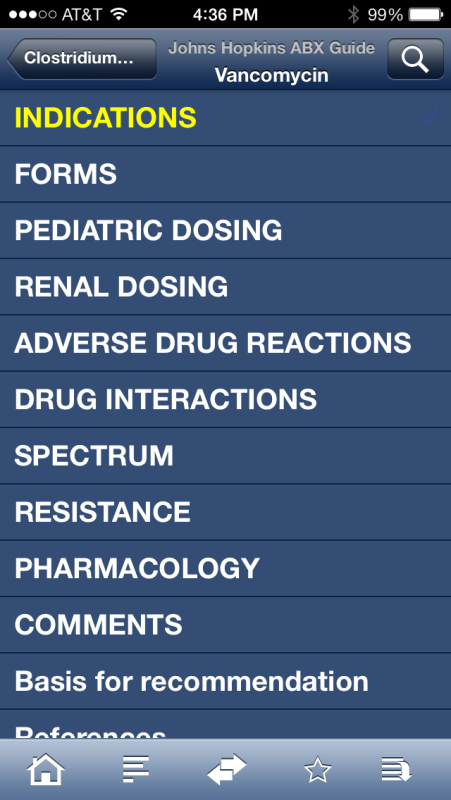 AT&T 4:36 PM 99%
Johns Hopkins ABX Guide
Clostridium...
Vancomycin
INDICATIONS
FORMS
PEDIATRIC DOSING
RENAL DOSING
ADVERSE DRUG REACTIONS
DRUG INTERACTIONS
SPECTRUM
RESISTANCE
PHARMACOLOGY
COMMENTS
Basis for recommendation
References